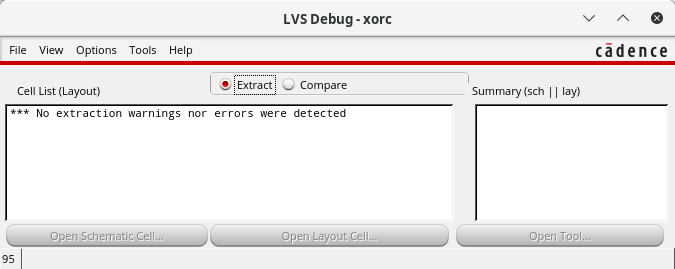 LVS Debug - xorc
File View Options Tools Help
cādence
Extract Compare
Cell List (Layout)
Summary (sch || lay)
*** No extraction warnings nor errors were detected
Open Schematic Cell...
Open Layout Cell...
Open Tool...
95